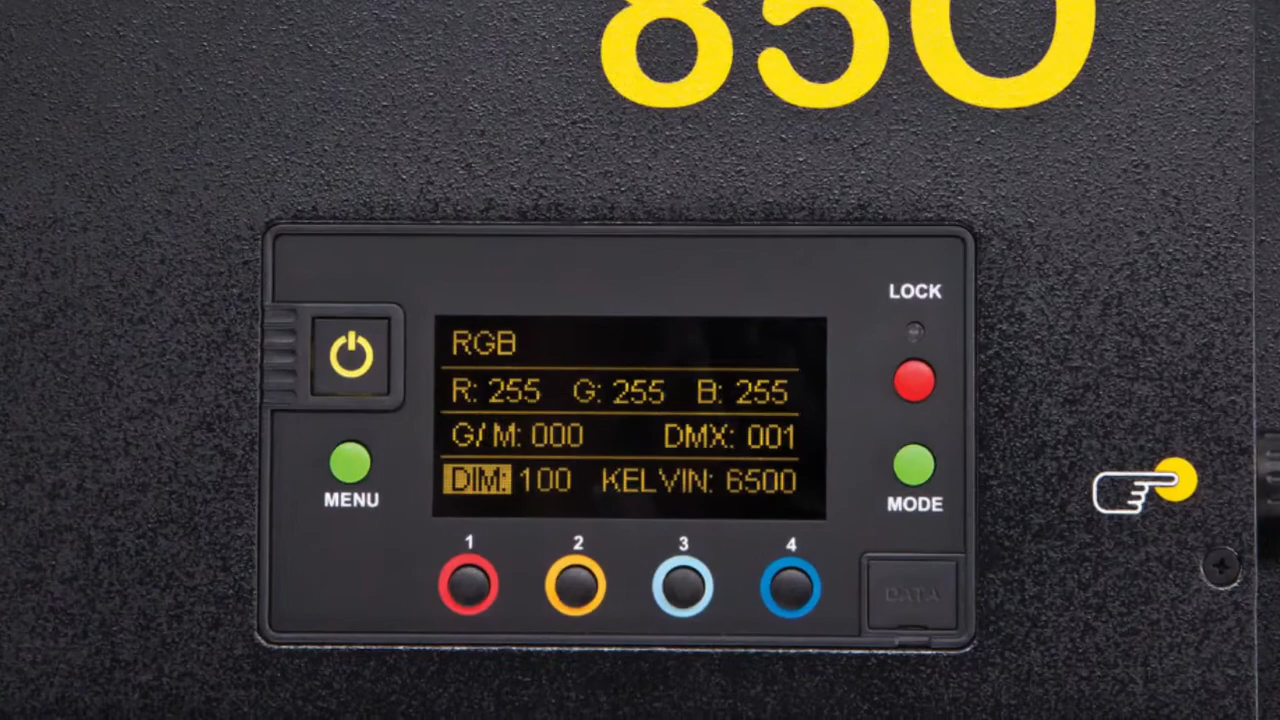 850
LOCK
RGB
R: 255 G: 255 B: 255
G/M: 000 DMX: 001
DIM: 100 KELVIN: 6500
MENU
MODE
1 2 3 4
DATA